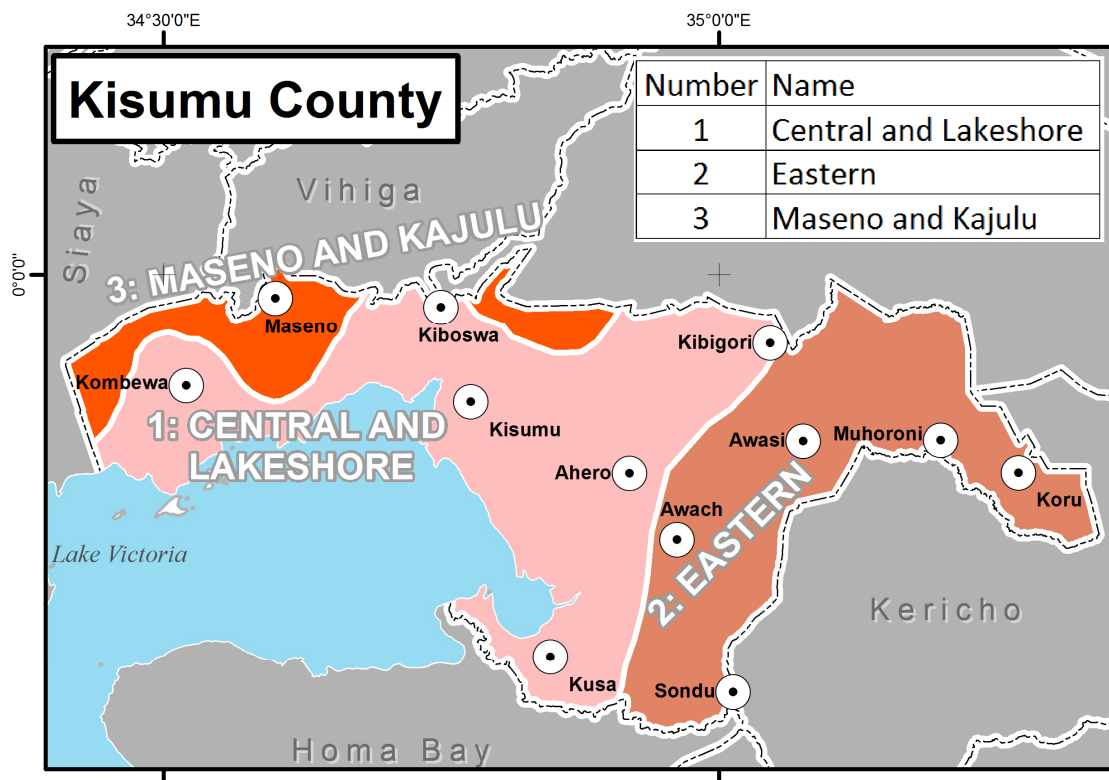 34°30'0"E
35°0'0"E
Kisumu County
Number Name
1 Central and Lakeshore
2 Eastern
3 Maseno and Kajulu
Siaya
Vihiga
0°0'0"
3: MASENO AND KAJULU
Maseno
Kiboswa
Kibigori
Kombewa
1: CENTRAL AND
LAKESHORE
Kisumu
Awasi
Muhoroni
Ahero
Koru
Awach
2: EASTERN
Lake Victoria
Kericho
Kusa
Sondu
Homa Bay